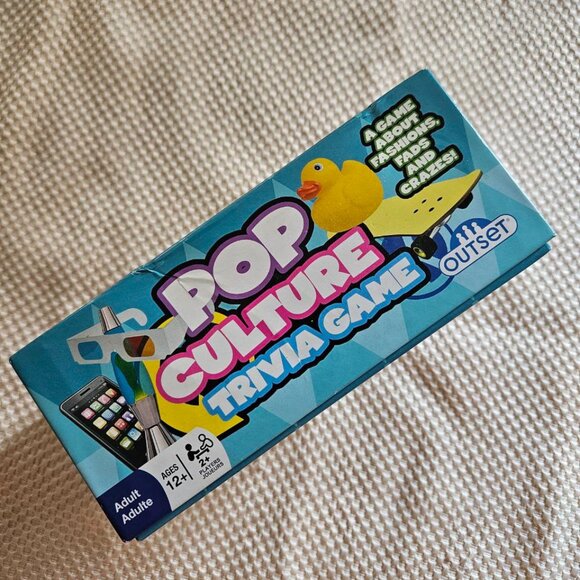 A GAME
ABOUT
FASHIONS,
FADS
AND
CRAZES!
POP
CULTURE
TRIVIA GAME
OUTSET
Adult
Adulte
AGES
12+
2+
PLAYERS
JOUEURS